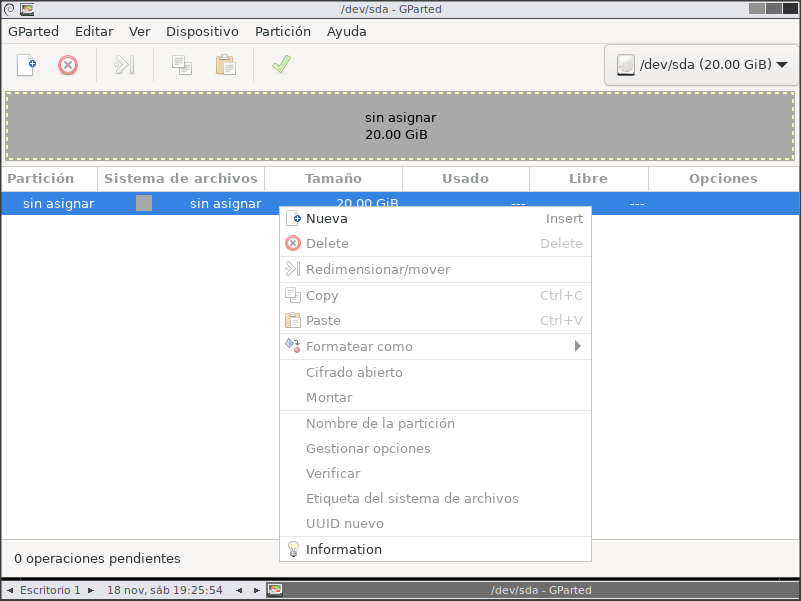 /dev/sda - GParted
GParted Editar Ver Dispositivo Partición Ayuda
/dev/sda (20.00 GiB)
sin asignar
20.00 GiB
Partición Sistema de archivos Tamaño Usado Libre Opciones
sin asignar sin asignar 20.00 GiB --- ---
Nueva Insert
Delete Delete
Redimensionar/mover
Copy Ctrl+C
Paste Ctrl+V
Formatear como
Cifrado abierto
Montar
Nombre de la partición
Gestionar opciones
Verificar
Etiqueta del sistema de archivos
UUID nuevo
Information
0 operaciones pendientes
Escritorio 1 18 nov, sáb 19:25:54 /dev/sda - GParted